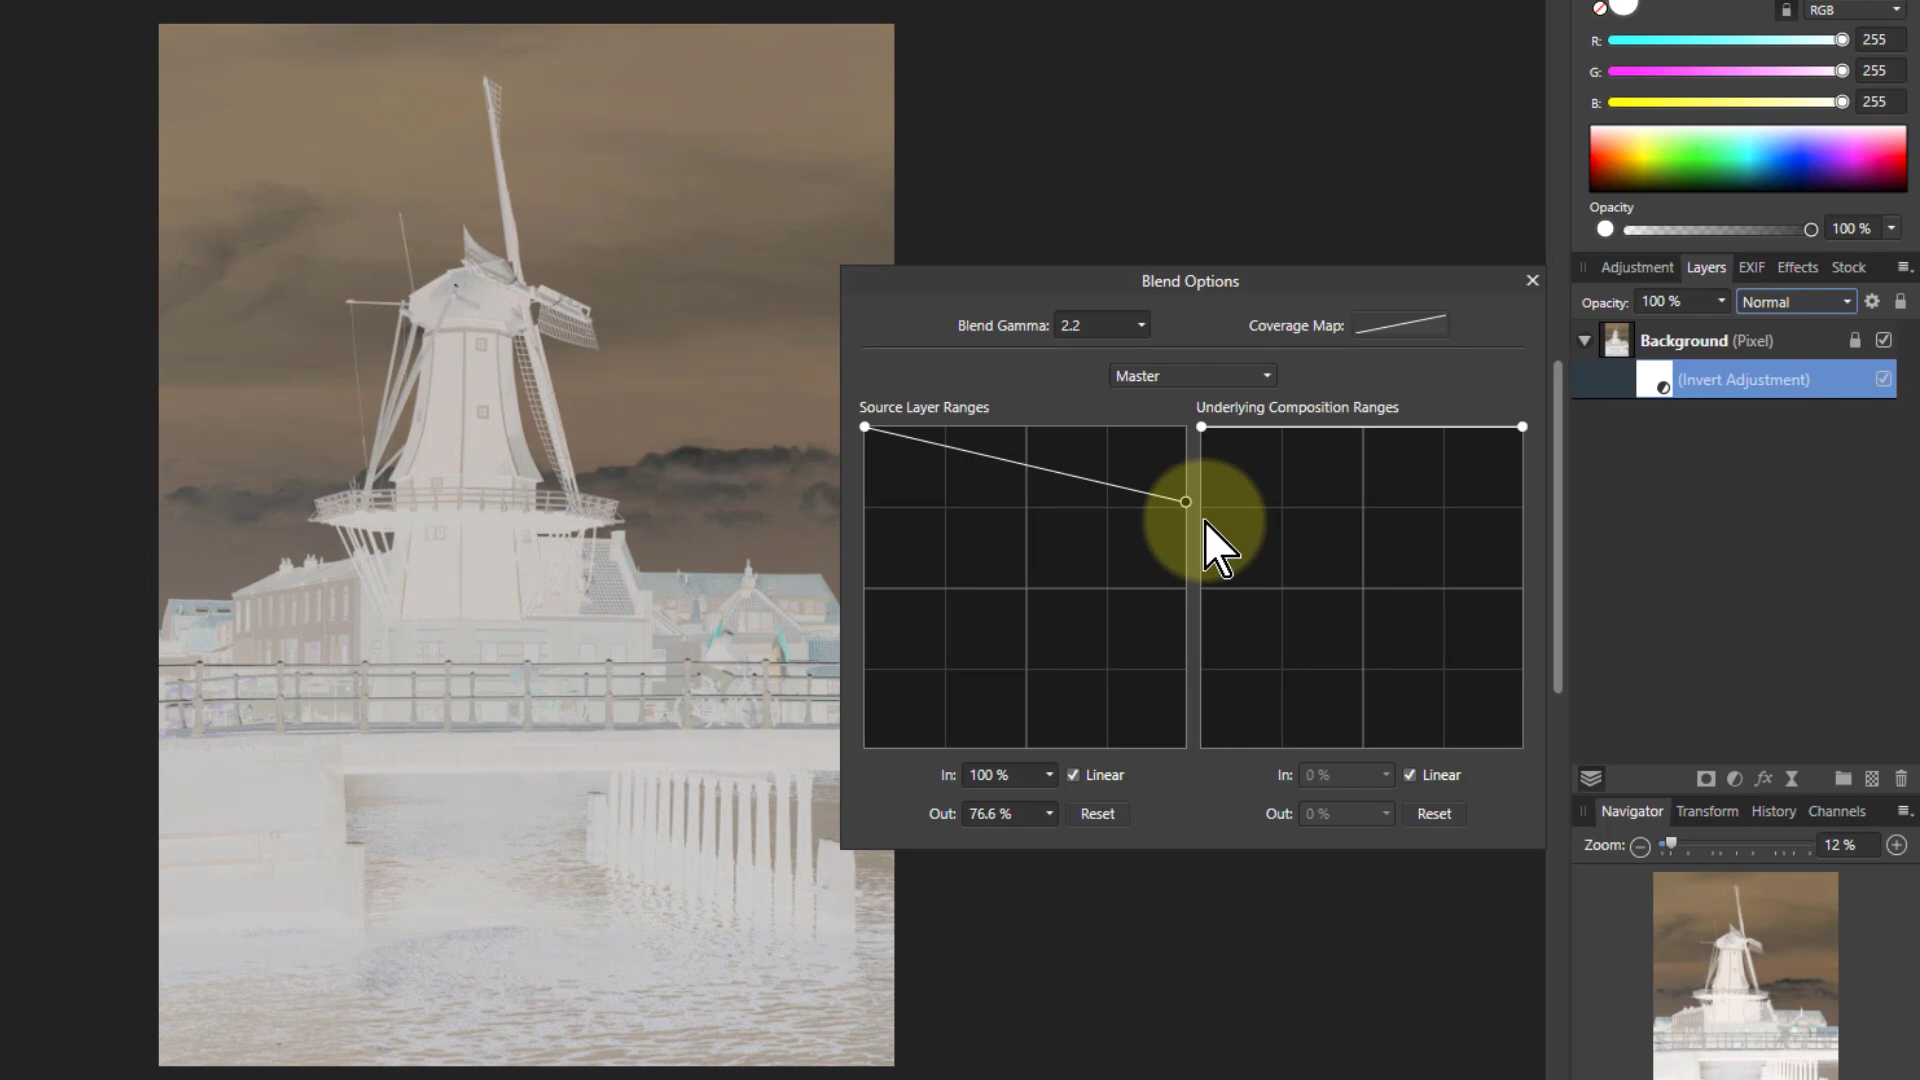 RGB
R: 255
G: 255
B: 255
Opacity
100 %
Adjustment Layers EXIF Effects Stock
Opacity: 100 % Normal
Background (Pixel)
(Invert Adjustment)
Blend Options
Blend Gamma: 2.2 Coverage Map:
Master
Source Layer Ranges Underlying Composition Ranges
In: 100 % Linear In: 0 % Linear
Out: 76.6 % Reset Out: 0 % Reset
fx
Navigator Transform History Channels
Zoom: 12 %